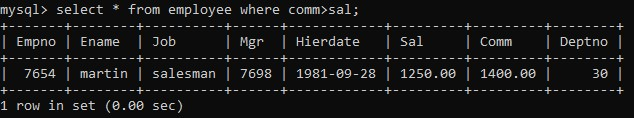 mysql> select * from employee where comm>sal;
+-------+--------+----------+------+------------+---------+---------+--------+
| Empno | Ename | Job | Mgr | Hierdate | Sal | Comm | Deptno |
+-------+--------+----------+------+------------+---------+---------+--------+
| 7654 | martin | salesman | 7698 | 1981-09-28 | 1250.00 | 1400.00 | 30 |
+-------+--------+----------+------+------------+---------+---------+--------+
1 row in set (0.00 sec)